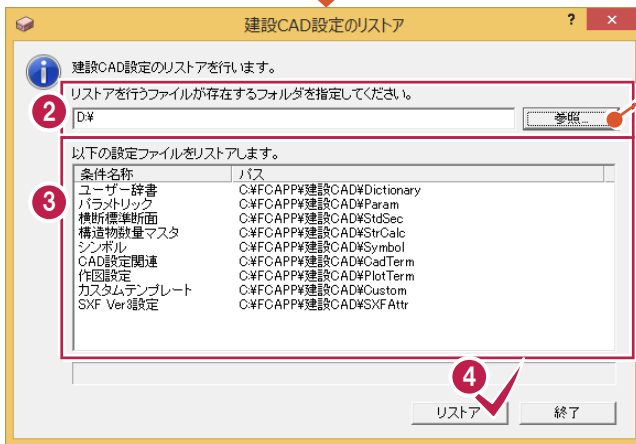 建設CAD設定のリストア
? ×
建設CAD設定のリストアを行います。
2
リストアを行うファイルが存在するフォルダを指定してください。
D:¥ 参照...
3
以下の設定ファイルをリストアします。
条件名称 パス
ユーザー辞書 C:¥FCAPP¥建設CAD¥Dictionary
パラメトリック C:¥FCAPP¥建設CAD¥Param
横断標準断面 C:¥FCAPP¥建設CAD¥StdSec
構造物数量マスタ C:¥FCAPP¥建設CAD¥StrCalc
シンボル C:¥FCAPP¥建設CAD¥Symbol
CAD設定関連 C:¥FCAPP¥建設CAD¥CadTerm
作図設定 C:¥FCAPP¥建設CAD¥PlotTerm
カスタムテンプレート C:¥FCAPP¥建設CAD¥Custom
SXF Ver3設定 C:¥FCAPP¥建設CAD¥SXFAttr
4
リストア 終了